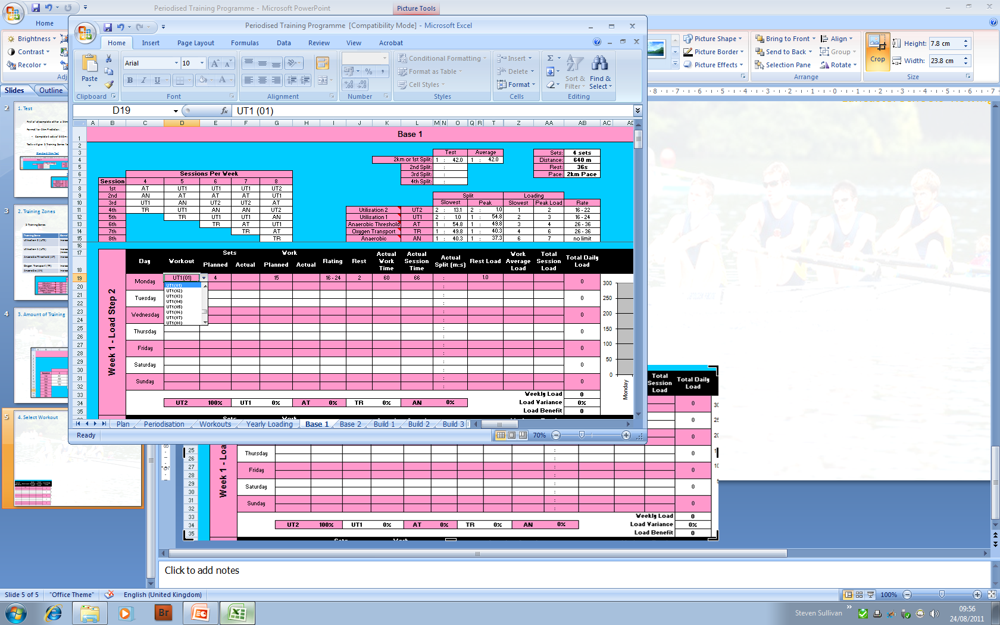 Periodised Training Programme - Microsoft PowerPoint
Picture Tools
Home
Brightness
Contrast
Recolor
Picture Shape
Picture Border
Picture Effects
Bring to Front
Send to Back
Selection Pane
Align
Group
Rotate
Arrange
Crop
Height: 7.8 cm
Width: 23.8 cm
Size
Periodised Training Programme [Compatibility Mode] - Microsoft Excel
Home Insert Page Layout Formulas Data Review View Acrobat
Paste
Clipboard
Arial 10
Font
Alignment
Number
Conditional Formatting
Format as Table
Cell Styles
Styles
Insert
Delete
Format
Cells
Sort & Filter
Find & Select
Editing
D19 fx UT1 (01)
A B C D E F G H I J K L M N O Q R T Z AA AB AC
Base 1
Test Average
2km or 1st Split: 1 : 42.0 1 : 42.0
2nd Split: :
3rd Split: :
4th Split: :
Sets: 4 sets
Distance: 640 m
Rest: 36s
Pace: 2km Pace
Sessions Per Week
Session 4 5 6 7 8
1st AT UT1 UT1 UT1 UT2
2nd AN AT AT AT UT1
3rd UT1 AN UT2 UT2 AT
4th TR UT1 AN AN UT2
5th TR UT1 UT1 AN
6th TR AT UT1
7th TR AT
8th TR
Split Loading
Slowest Peak Slowest Peak Load Rate
Utilisation 2 UT2 2 : 13.1 2 : 1.0 1 2 16 - 22
Utilisation 1 UT1 2 : 1.0 1 : 54.8 2 3 16 - 24
Anaerobic Threshold AT 1 : 54.8 1 : 49.8 3 4 26 - 36
Oxygen Transport TR 1 : 49.8 1 : 40.3 4 6 26 - 36
Anaerobic AN 1 : 40.3 1 : 37.3 6 7 no limit
Sets Work
Day Workout Planned Actual Planned Actual Rating Rest Actual Work Time Actual Session Time Actual Split (m:s) Rest Load Work Average Load Total Session Load Total Daily Load
Week 1 - Load Step 2
Monday UT1(01) 4 15 16 - 24 2 60 66 : 1.0 0
UT1(01)
UT1(02)
UT1(03)
UT1(04)
UT1(05)
UT1(06)
UT1(07)
UT1(08)
Tuesday 0
Wednesday 0
Thursday 0
Friday 0
Saturday 0
Sunday 0
Weekly Load 0
Load Variance 0%
Load Benefit 0
UT2 100% UT1 0% AT 0% TR 0% AN 0%
300
250
200
150
100
50
0
Monday
Plan Periodisation Workouts Yearly Loading Base 1 Base 2 Build 1 Build 2 Build 3
Ready
70%
Slides Outline
2
1. Test
3
2. Training Zones
4
3. Amount of Training
5
4. Select Workout
Total Session Load Total Daily Load
0
0
0
Thursday 0
Friday 0
Saturday 0
Sunday 0
Weekly Load 0
Load Variance 0%
Load Benefit 0
UT2 100% UT1 0% AT 0% TR 0% AN 0%
Click to add notes
Slide 5 of 5 "Office Theme" English (United Kingdom)
100%
Br
Steven Sullivan
09:56
24/08/2011